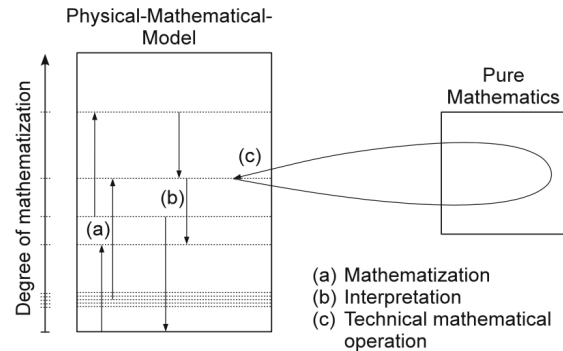 Physical-Mathematical-
Model
Degree of mathematization
Pure
Mathematics
(a)
(b)
(c)
(a) Mathematization
(b) Interpretation
(c) Technical mathematical
operation